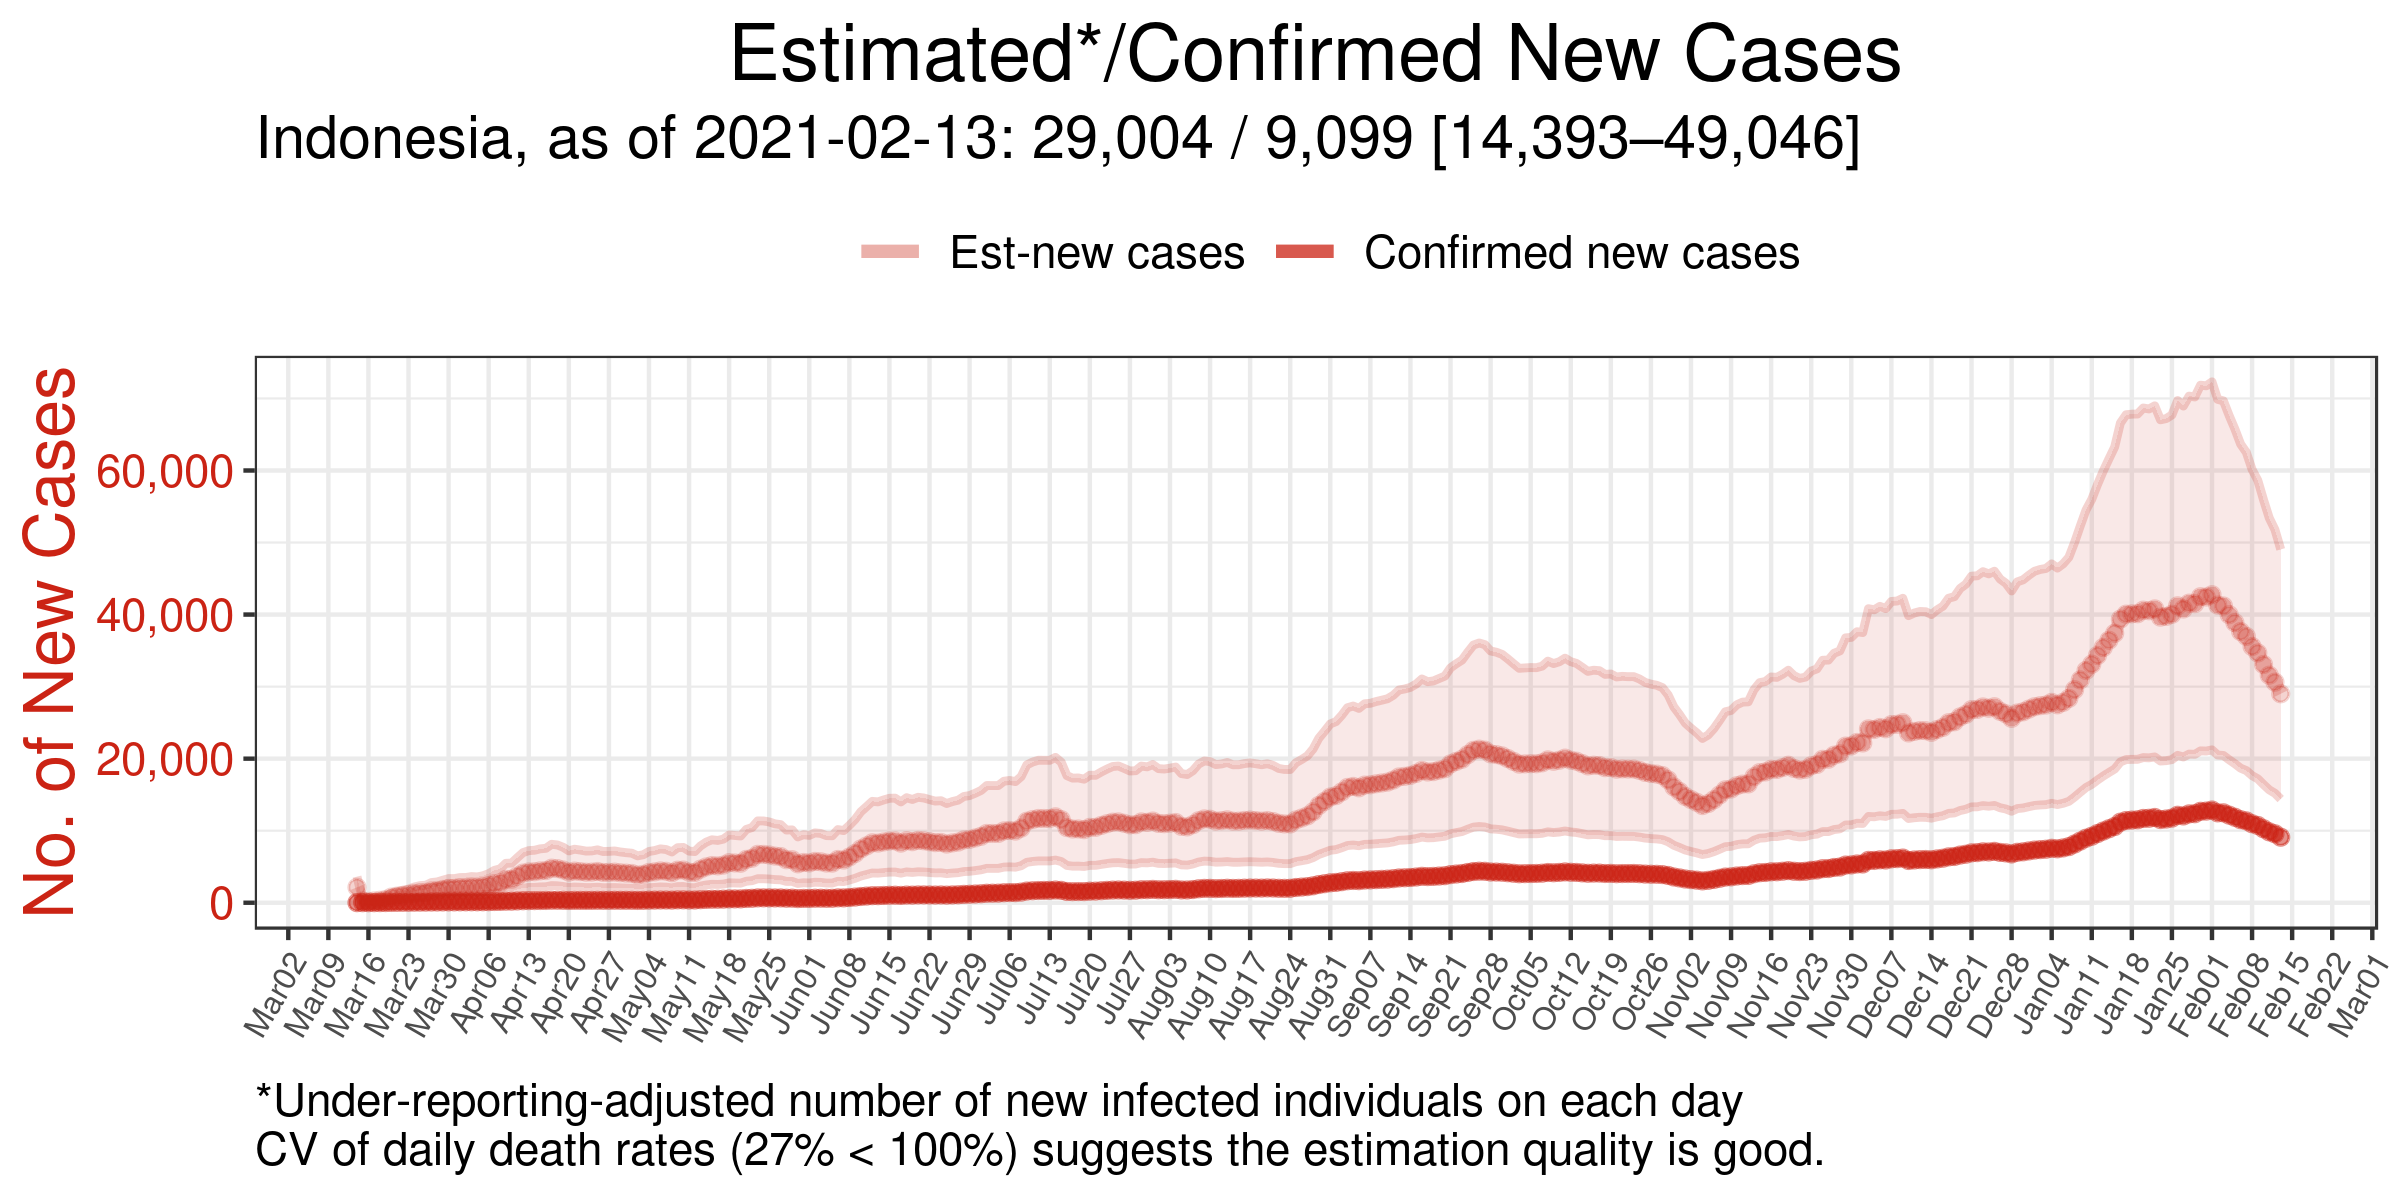 Estimated*/Confirmed New Cases
Indonesia, as of 2021-02-13: 29,004 / 9,099 [14,393–49,046]
Est-new cases Confirmed new cases
No. of New Cases
60,000
40,000
20,000
0
Mar02 Mar09 Mar16 Mar23 Mar30 Apr06 Apr13 Apr20 Apr27 May04 May11 May18 May25 Jun01 Jun08 Jun15 Jun22 Jun29 Jul06 Jul13 Jul20 Jul27 Aug03 Aug10 Aug17 Aug24 Aug31 Sep07 Sep14 Sep21 Sep28 Oct05 Oct12 Oct19 Oct26 Nov02 Nov09 Nov16 Nov23 Nov30 Dec07 Dec14 Dec21 Dec28 Jan04 Jan11 Jan18 Jan25 Feb01 Feb08 Feb15 Feb22 Mar01
*Under-reporting-adjusted number of new infected individuals on each day
CV of daily death rates (27% < 100%) suggests the estimation quality is good.